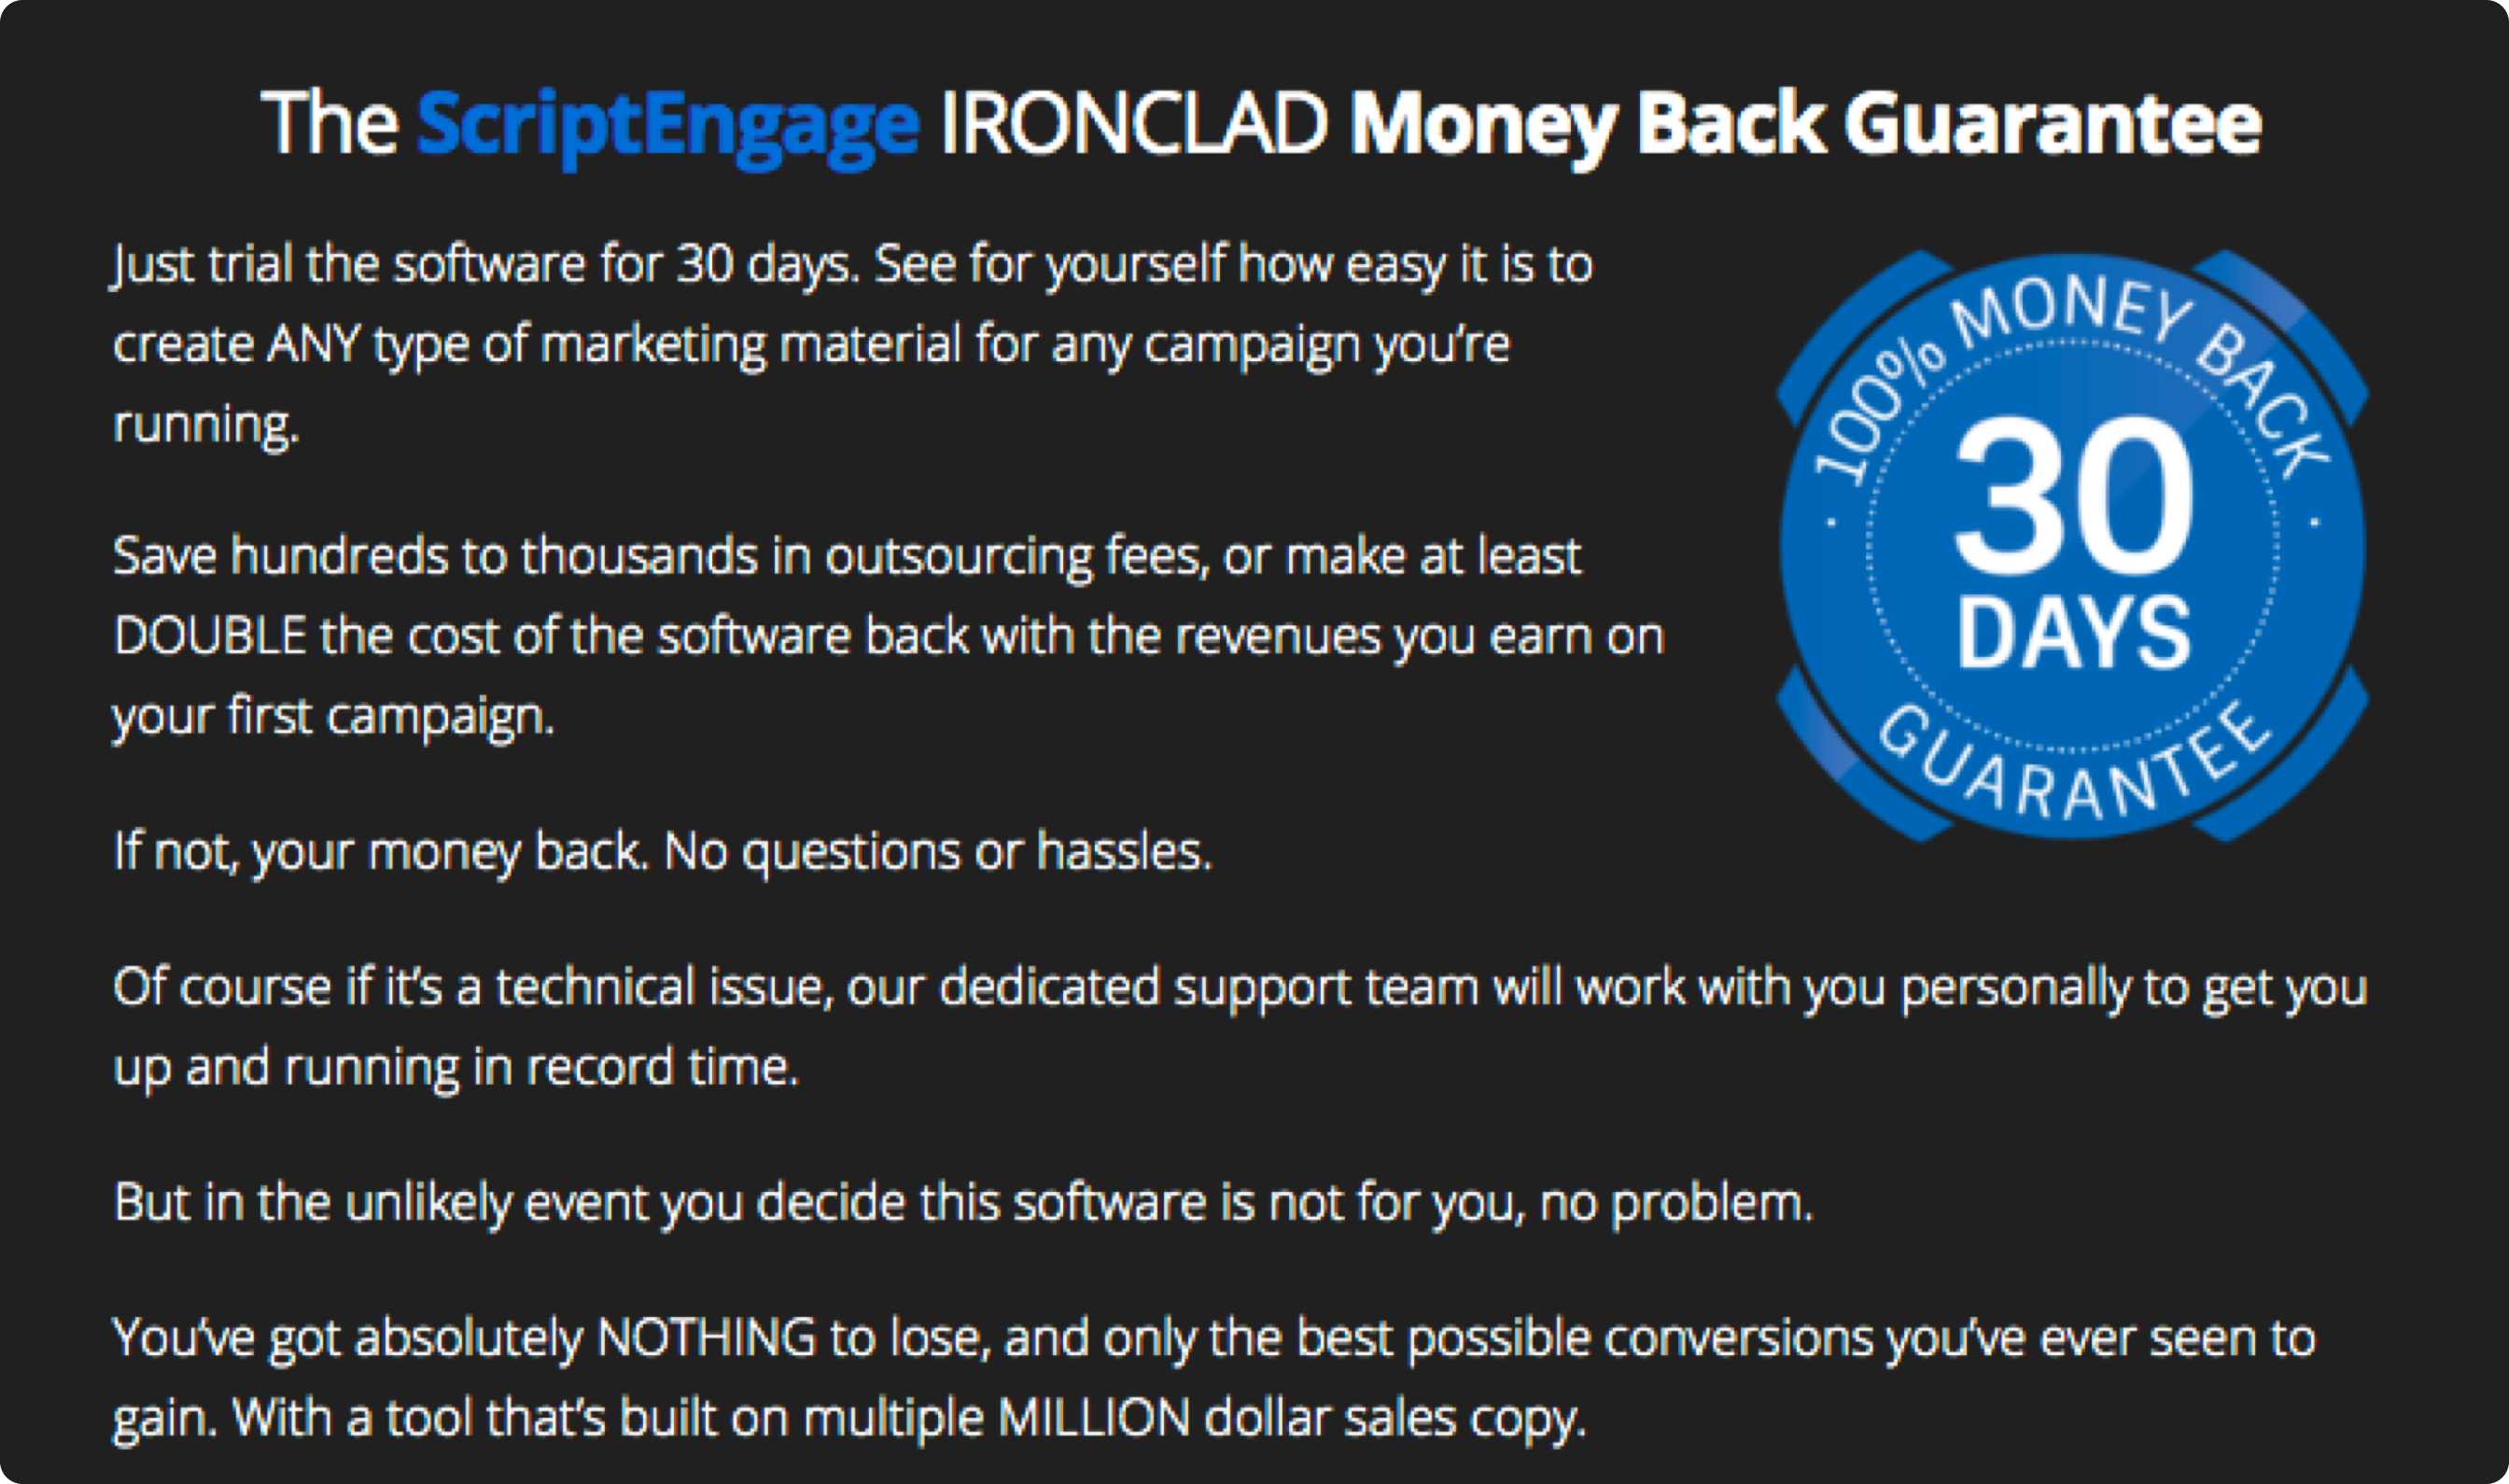 The ScriptEngage IRONCLAD Money Back Guarantee
Just trial the software for 30 days. See for yourself how easy it is to
create ANY type of marketing material for any campaign you’re
running.
Save hundreds to thousands in outsourcing fees, or make at least
DOUBLE the cost of the software back with the revenues you earn on
your first campaign.
If not, your money back. No questions or hassles.
· 100% MONEY BACK ·
30
DAYS
GUARANTEE
Of course if it’s a technical issue, our dedicated support team will work with you personally to get you
up and running in record time.
But in the unlikely event you decide this software is not for you, no problem.
You’ve got absolutely NOTHING to lose, and only the best possible conversions you’ve ever seen to
gain. With a tool that’s built on multiple MILLION dollar sales copy.